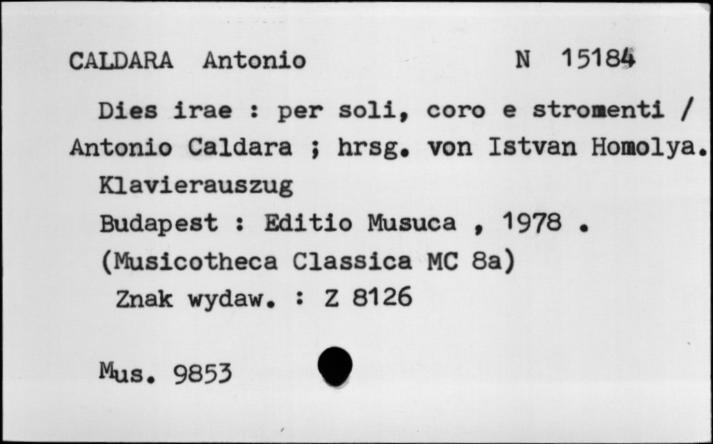 CALDARA Antonio N 15184
Dies irae : per soli, coro e stromenti /
Antonio Caldara ; hrsg. von Istvan Homolya.
Klavierauszug
Budapest : Editio Musuca , 1978 .
(Musicotheca Classica MC 8a)
Znak wydaw. : Z 8126
Mus. 9853